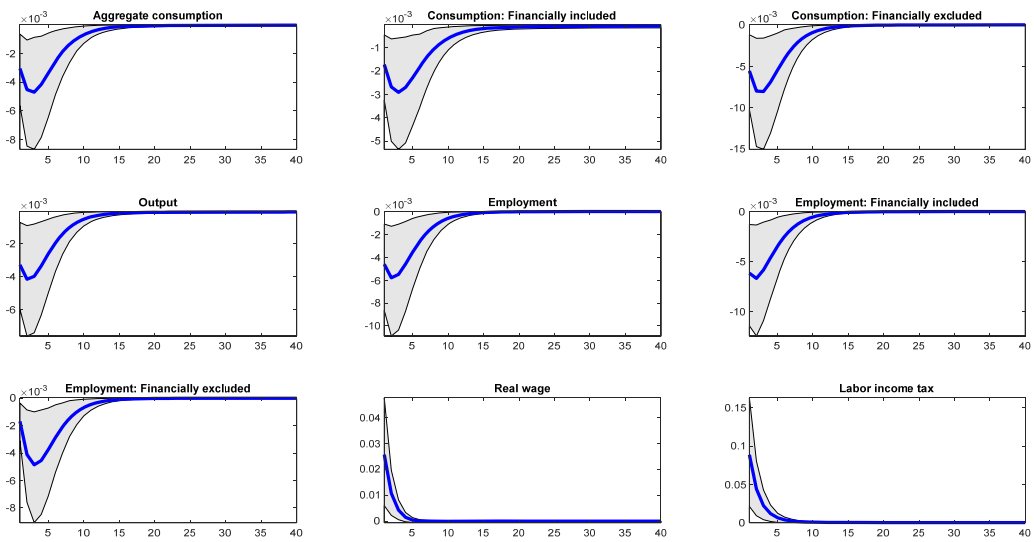 Aggregate consumption
×10⁻³
-2
-4
-6
-8
5 10 15 20 25 30 35 40
Consumption: Financially included
×10⁻³
-1
-2
-3
-4
-5
5 10 15 20 25 30 35 40
Consumption: Financially excluded
×10⁻³
0
-5
-10
-15
5 10 15 20 25 30 35 40
Output
×10⁻³
-2
-4
-6
5 10 15 20 25 30 35 40
Employment
×10⁻³
0
-2
-4
-6
-8
-10
5 10 15 20 25 30 35 40
Employment: Financially included
×10⁻³
0
-5
-10
5 10 15 20 25 30 35 40
Employment: Financially excluded
×10⁻³
0
-2
-4
-6
-8
5 10 15 20 25 30 35 40
Real wage
0.04
0.03
0.02
0.01
0
5 10 15 20 25 30 35 40
Labor income tax
0.15
0.1
0.05
0
5 10 15 20 25 30 35 40